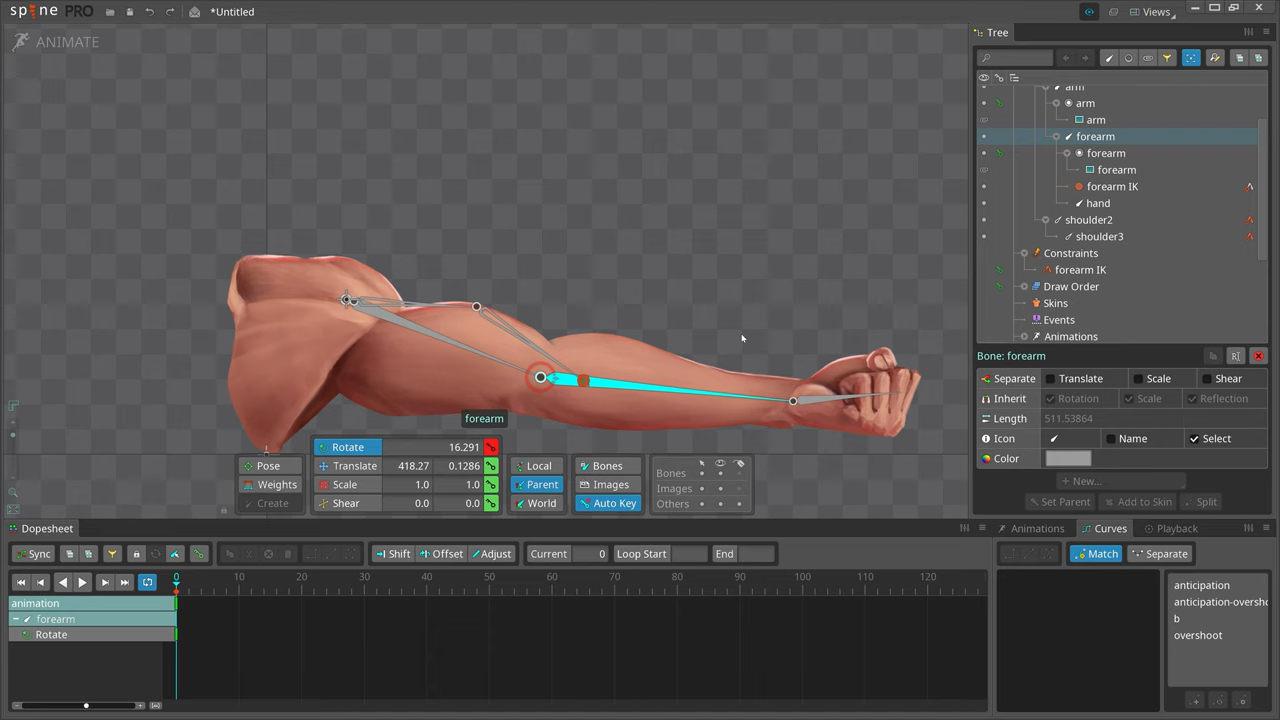 spine PRO
*Untitled
Views
ANIMATE
Tree
arm
arm
arm
forearm
forearm
forearm
forearm IK
hand
shoulder2
shoulder3
Constraints
forearm IK
Draw Order
Skins
Events
Animations
Bone: forearm
Separate Translate Scale Shear
Inherit Rotation Scale Reflection
Length 511.53864
Icon Name Select
Color
New...
Set Parent Add to Skin Split
forearm
Pose
Weights
Create
Rotate 16.291
Translate 418.27 0.1286
Scale 1.0 1.0
Shear 0.0 0.0
Local
Parent
World
Bones
Images
Auto Key
Bones
Images
Others
Dopesheet
Sync Shift Offset Adjust Current 0 Loop Start End
0 10 20 30 40 50 60 70 80 90 100 110 120
animation
forearm
Rotate
Animations Curves Playback
Match Separate
anticipation
anticipation-oversho
b
overshoot